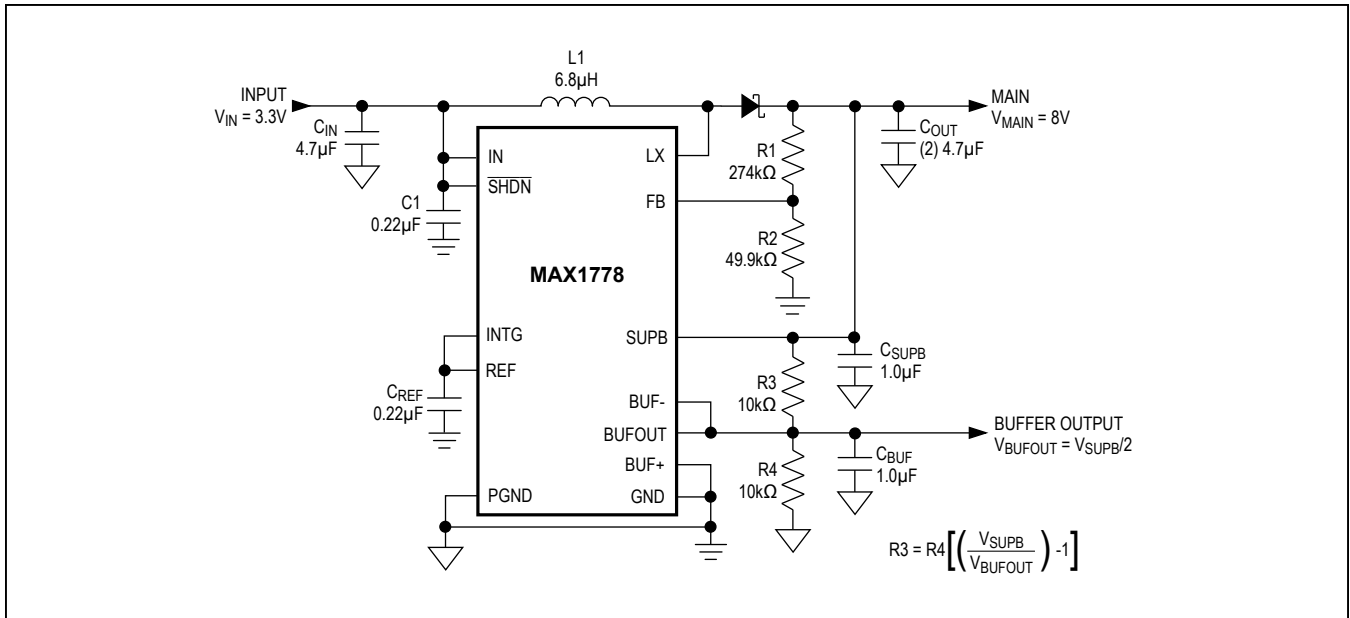 L1
6.8µH
INPUT
V_IN = 3.3V
MAIN
V_MAIN = 8V
C_IN
4.7µF
C_OUT
(2) 4.7µF
IN
LX
R1
274kΩ
SHDN
FB
C1
0.22µF
R2
49.9kΩ
MAX1778
INTG
SUPB
REF
C_SUPB
1.0µF
C_REF
0.22µF
R3
10kΩ
BUF-
BUFOUT
BUFFER OUTPUT
V_BUFOUT = V_SUPB/2
C_BUF
1.0µF
BUF+
R4
10kΩ
PGND
GND
R3 = R4[(V_SUPB/V_BUFOUT) -1]